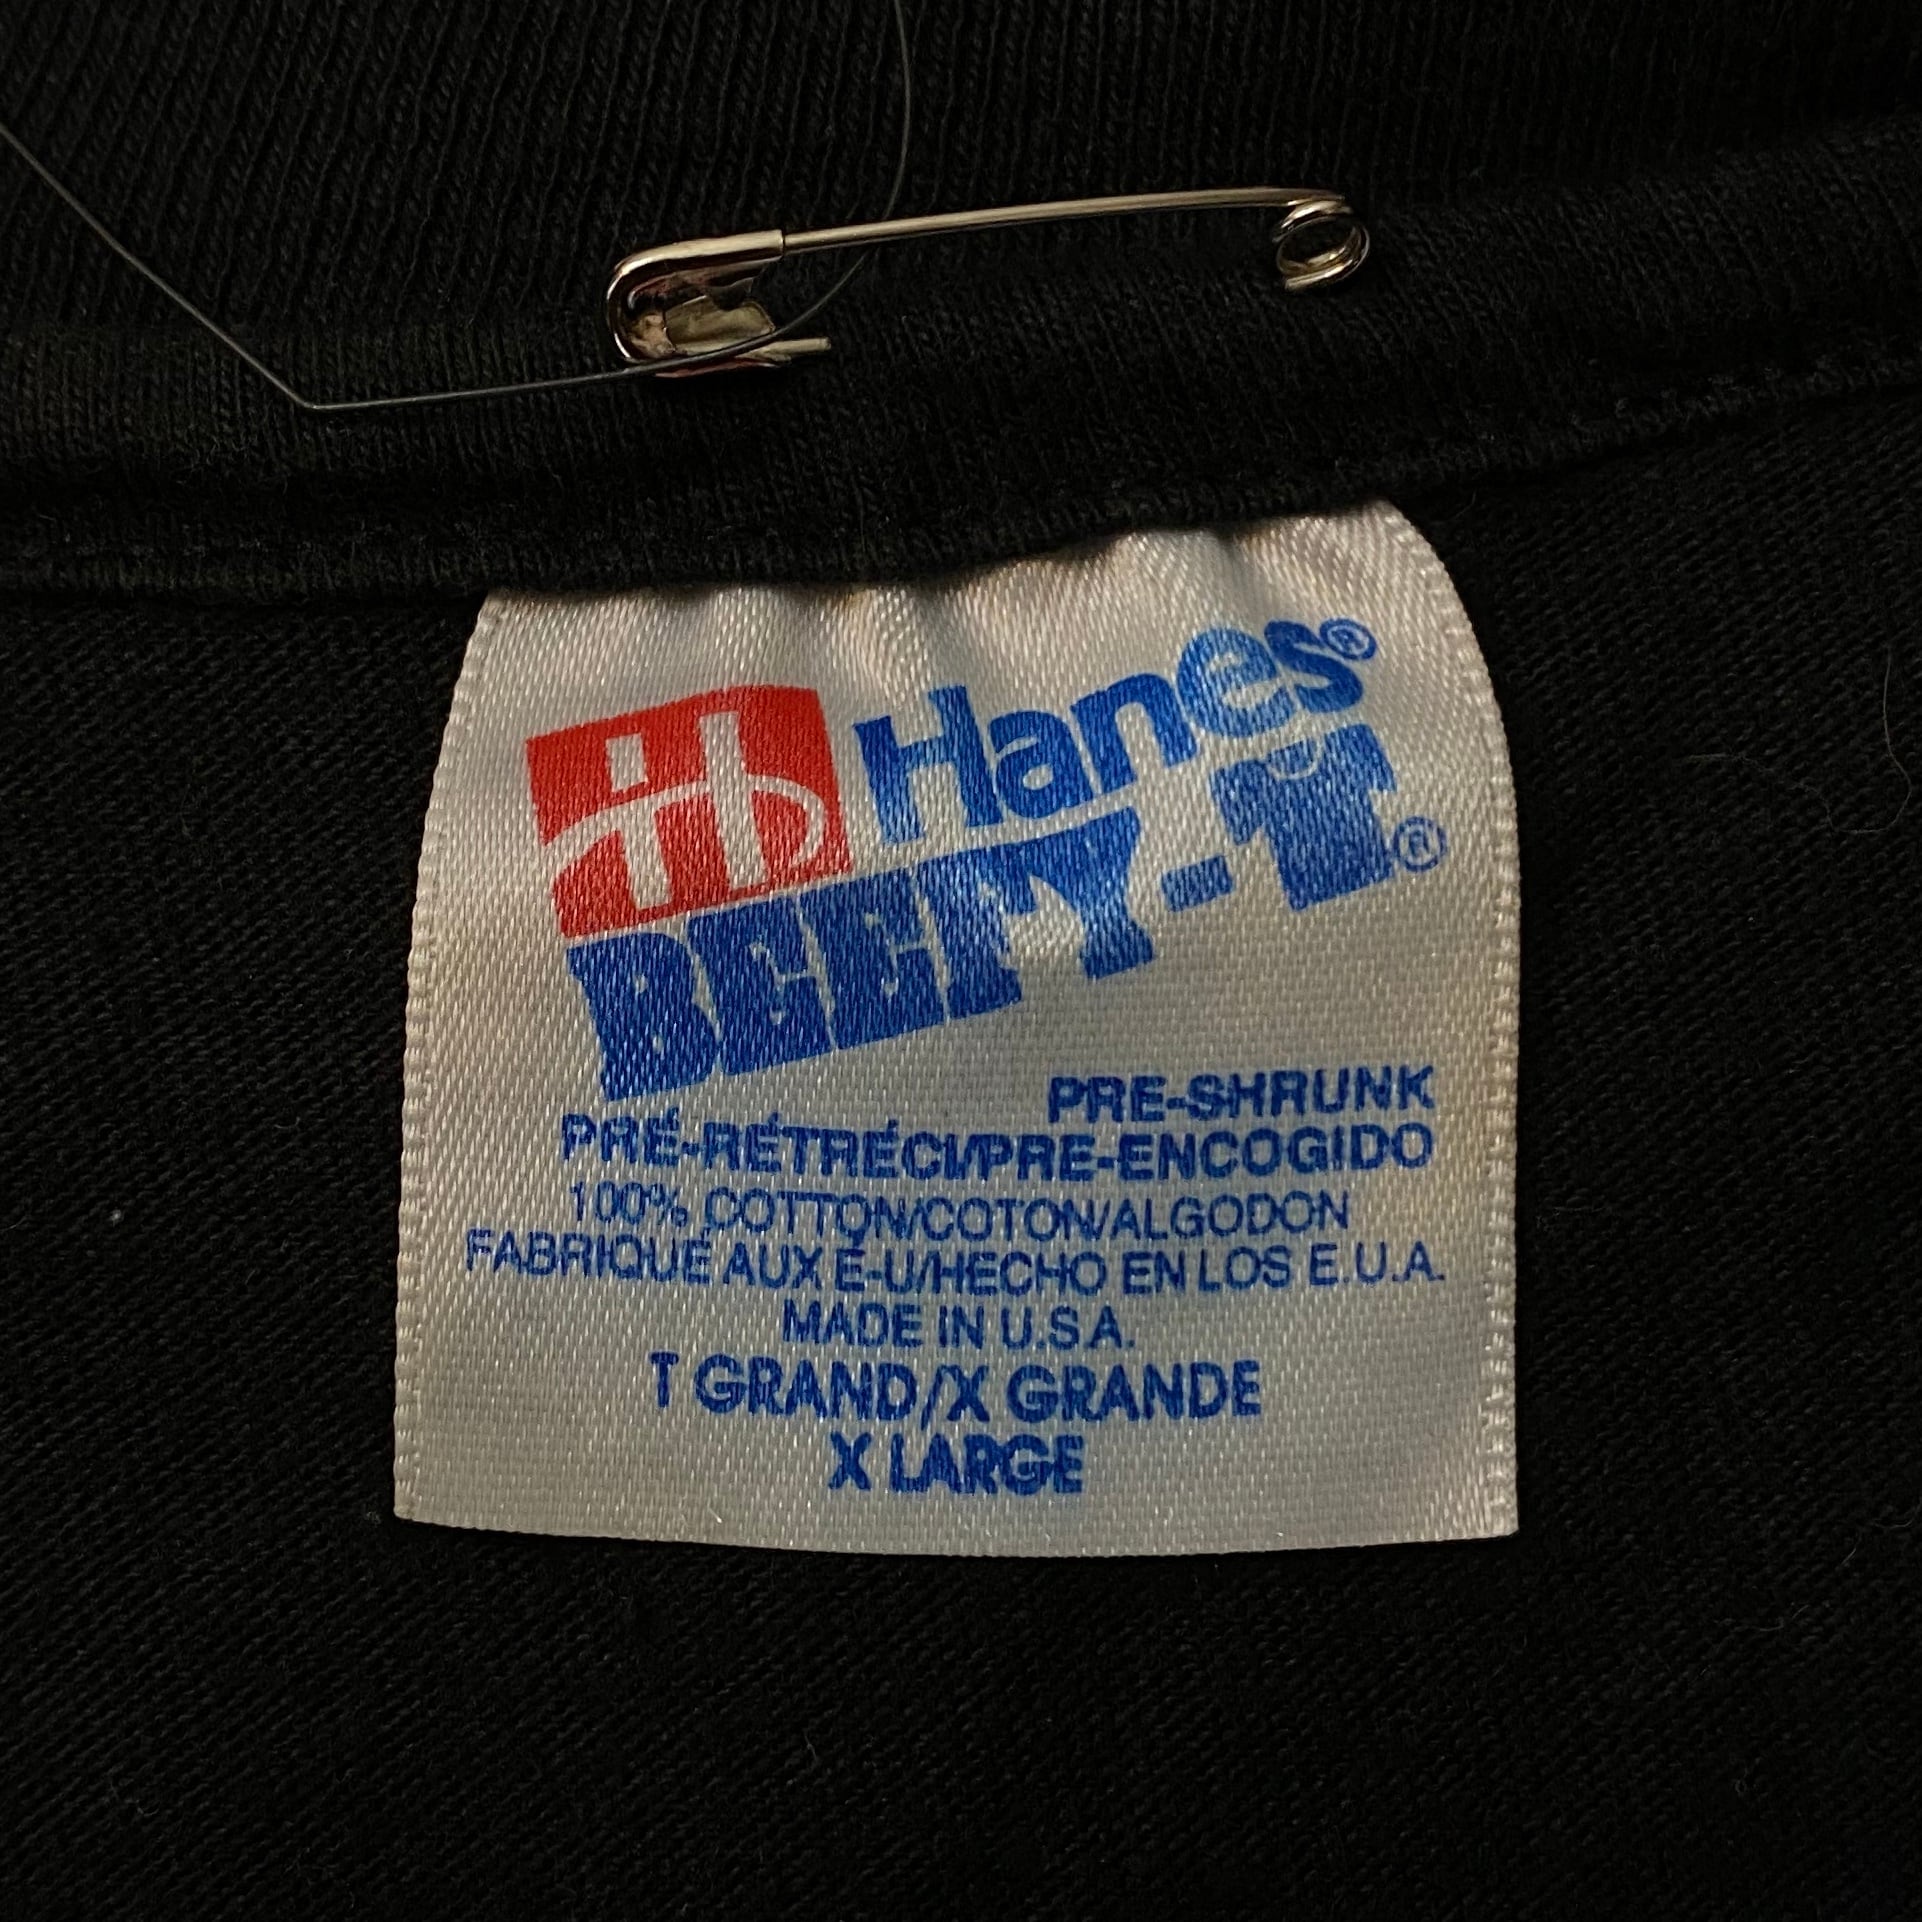 Hanes®
BEEFY-T®
PRE-SHRUNK
PRÉ-RÉTRÉCI/PRE-ENCOGIDO
100% COTTON/COTON/ALGODON
FABRIQUÉ AUX É-U/HECHO EN LOS E.U.A.
MADE IN U.S.A.
T GRAND/X GRANDE
X LARGE